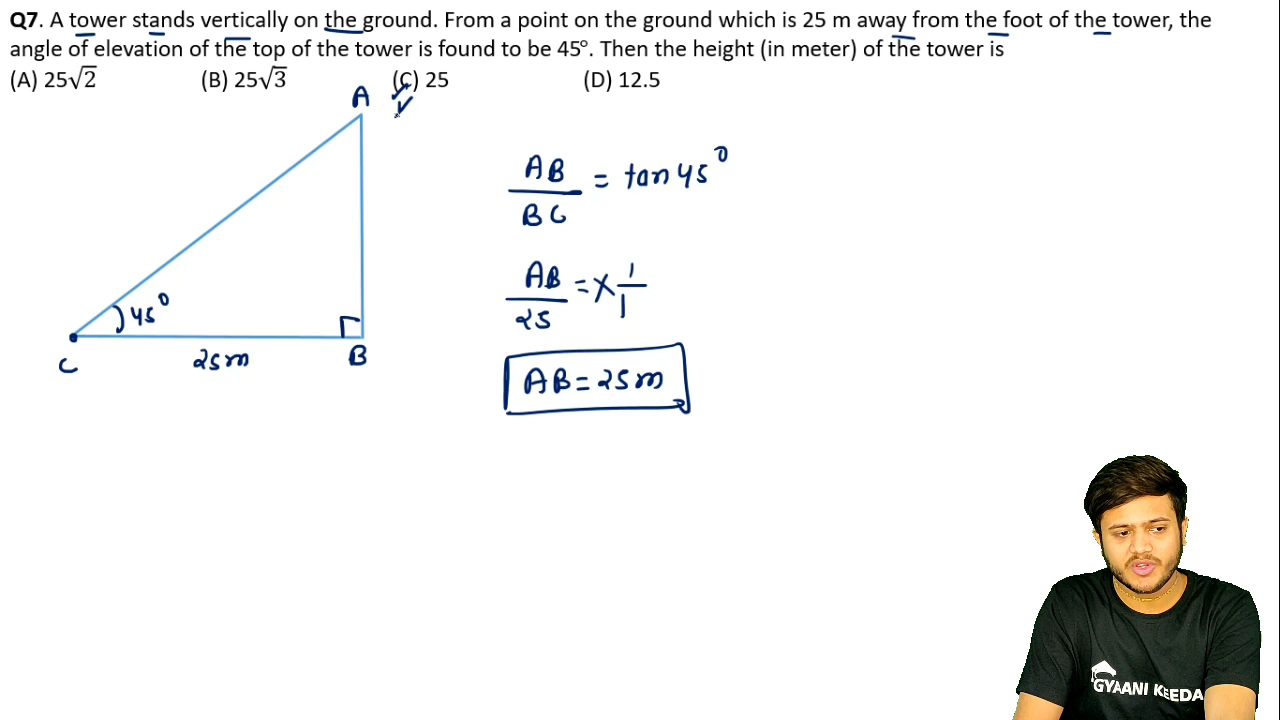 Q7. A tower stands vertically on the ground. From a point on the ground which is 25 m away from the foot of the tower, the
angle of elevation of the top of the tower is found to be 45°. Then the height (in meter) of the tower is
(A) 25√2 (B) 25√3 (C) 25 (D) 12.5
A
AB/BC = tan 45°
AB/25 = × 1/1
45°
C 25m B
AB = 25m
GYAANI KEEDA